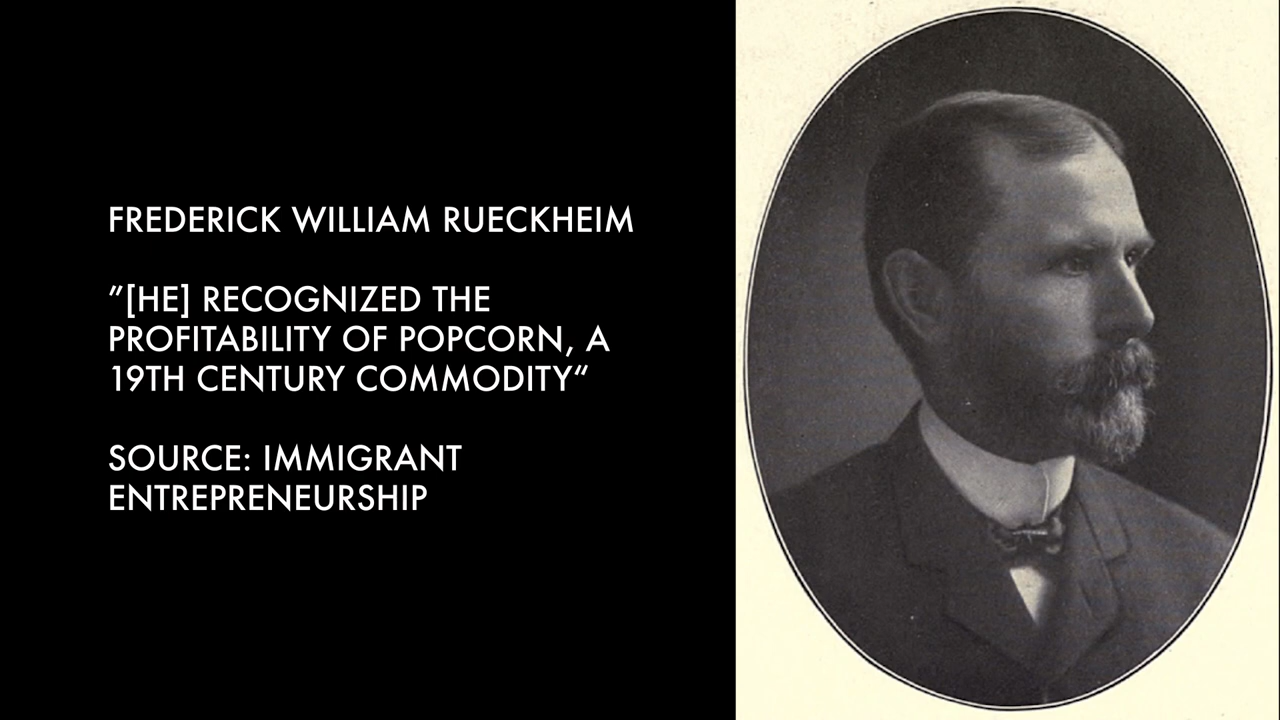 FREDERICK WILLIAM RUECKHEIM
"[HE] RECOGNIZED THE
PROFITABILITY OF POPCORN, A
19TH CENTURY COMMODITY"
SOURCE: IMMIGRANT
ENTREPRENEURSHIP